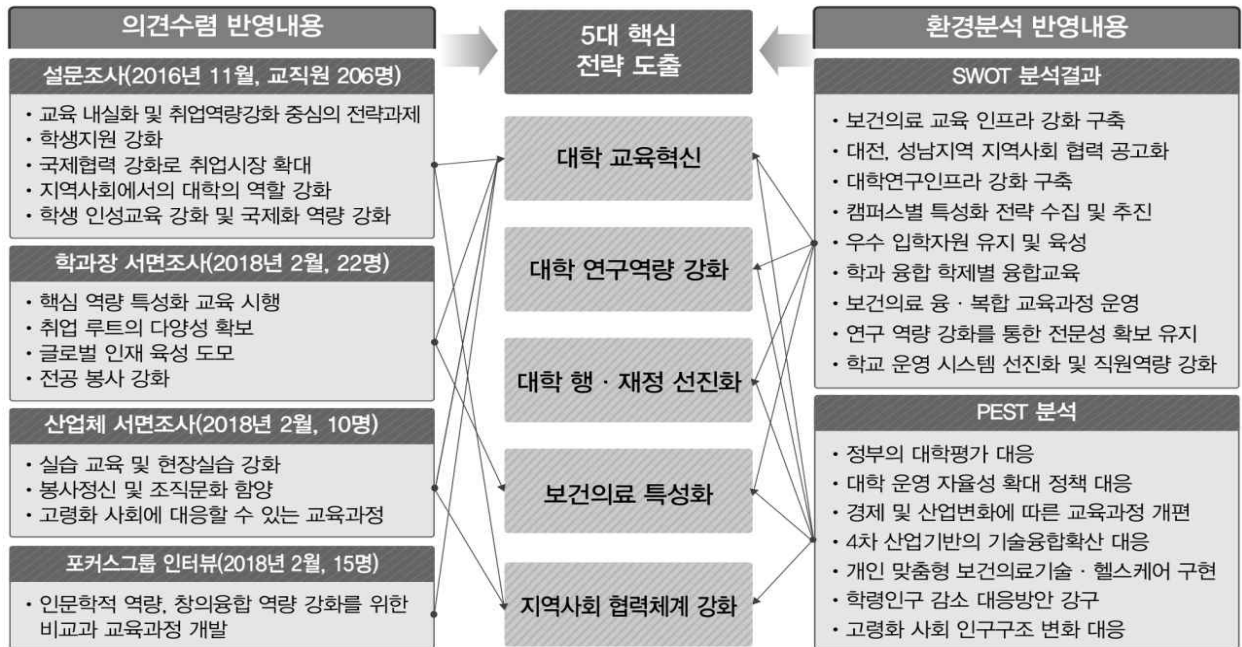 의견수렴 반영내용
설문조사(2016년 11월, 교직원 206명)
• 교육 내실화 및 취업역량강화 중심의 전략과제
• 학생지원 강화
• 국제협력 강화로 취업시장 확대
• 지역사회에서의 대학의 역할 강화
• 학생 인성교육 강화 및 국제화 역량 강화
학과장 서면조사(2018년 2월, 22명)
• 핵심 역량 특성화 교육 시행
• 취업 루트의 다양성 확보
• 글로벌 인재 육성 도모
• 전공 봉사 강화
산업체 서면조사(2018년 2월, 10명)
• 실습 교육 및 현장실습 강화
• 봉사정신 및 조직문화 함양
• 고령화 사회에 대응할 수 있는 교육과정
포커스그룹 인터뷰(2018년 2월, 15명)
• 인문학적 역량, 창의융합 역량 강화를 위한
비교과 교육과정 개발
5대 핵심
전략 도출
대학 교육혁신
대학 연구역량 강화
대학 행 · 재정 선진화
보건의료 특성화
지역사회 협력체계 강화
환경분석 반영내용
SWOT 분석결과
• 보건의료 교육 인프라 강화 구축
• 대전, 성남지역 지역사회 협력 공고화
• 대학연구인프라 강화 구축
• 캠퍼스별 특성화 전략 수집 및 추진
• 우수 입학자원 유지 및 육성
• 학과 융합 학제별 융합교육
• 보건의료 융 · 복합 교육과정 운영
• 연구 역량 강화를 통한 전문성 확보 유지
• 학교 운영 시스템 선진화 및 직원역량 강화
PEST 분석
• 정부의 대학평가 대응
• 대학 운영 자율성 확대 정책 대응
• 경제 및 산업변화에 따른 교육과정 개편
• 4차 산업기반의 기술융합확산 대응
• 개인 맞춤형 보건의료기술 · 헬스케어 구현
• 학령인구 감소 대응방안 강구
• 고령화 사회 인구구조 변화 대응